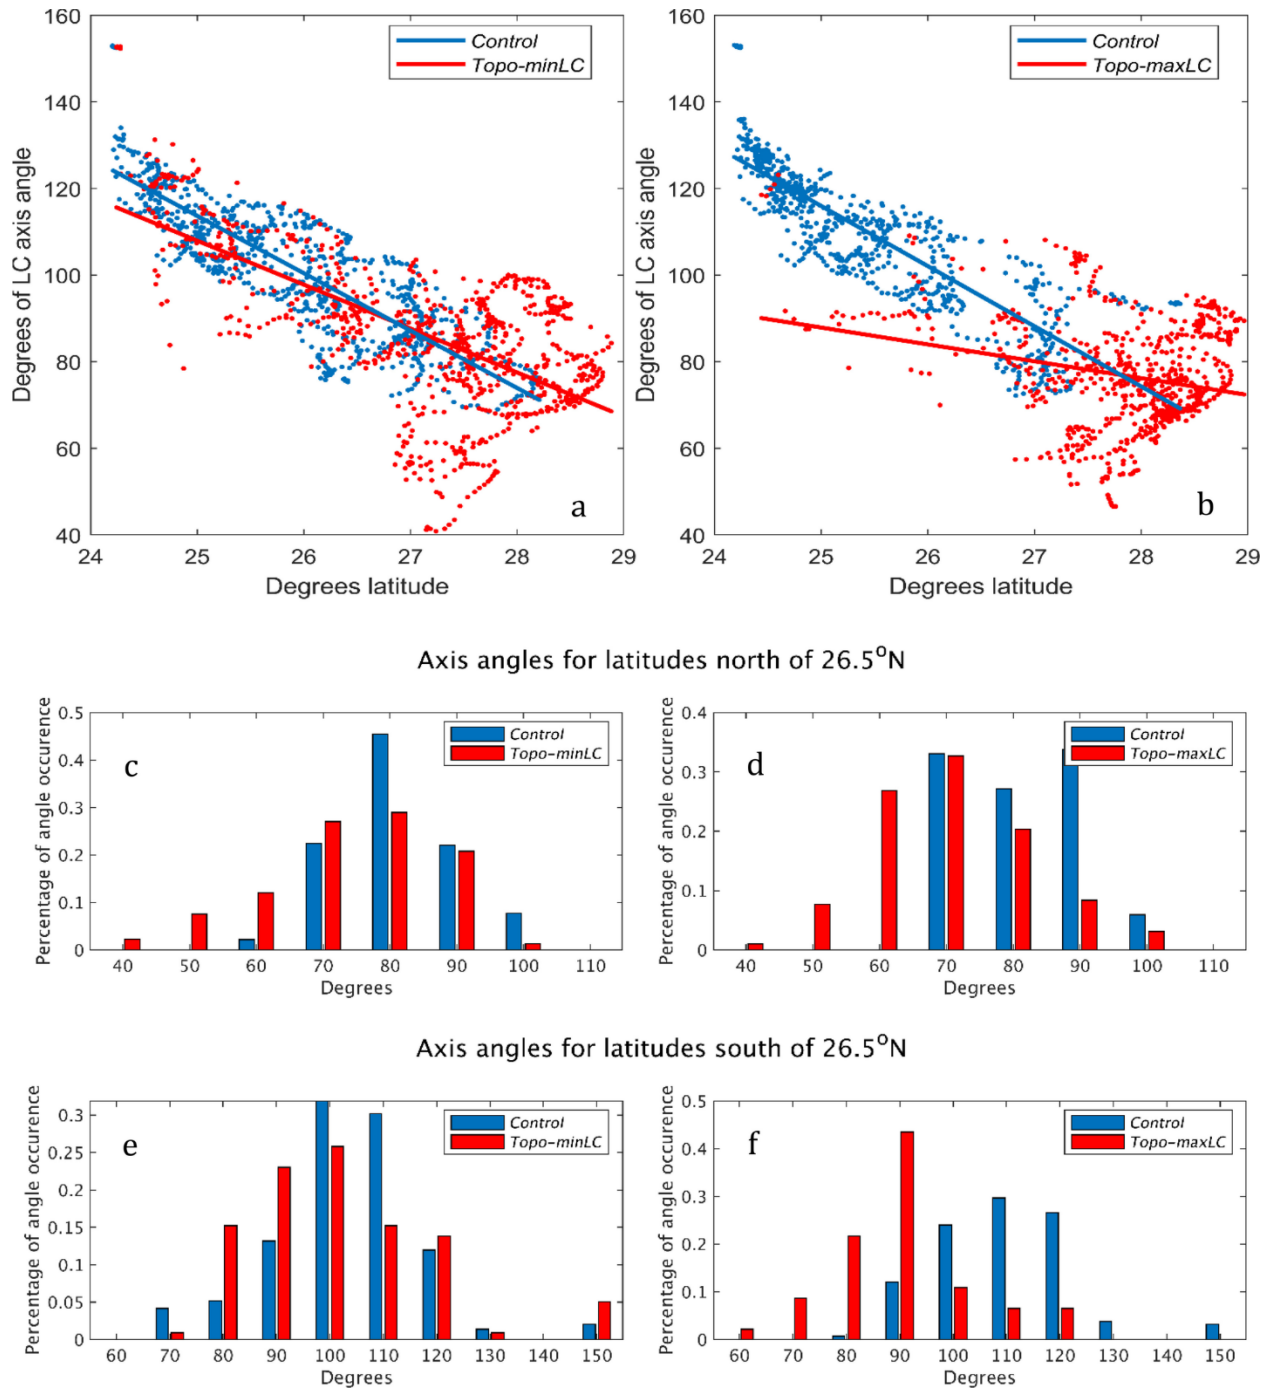 160
140
120
100
80
60
40
Degrees of LC axis angle
Control
Topo-minLC
a
24 25 26 27 28 29
Degrees latitude
160
140
120
100
80
60
40
Degrees of LC axis angle
Control
Topo-maxLC
b
24 25 26 27 28 29
Degrees latitude
Axis angles for latitudes north of 26.5°N
0.5
0.4
0.3
0.2
0.1
0
Percentage of angle occurence
c
Control
Topo-minLC
40 50 60 70 80 90 100 110
Degrees
0.4
0.3
0.2
0.1
0
Percentage of angle occurence
d
Control
Topo-maxLC
40 50 60 70 80 90 100 110
Degrees
Axis angles for latitudes south of 26.5°N
0.3
0.25
0.2
0.15
0.1
0.05
0
Percentage of angle occurence
e
Control
Topo-minLC
60 70 80 90 100 110 120 130 140 150
Degrees
0.5
0.4
0.3
0.2
0.1
0
Percentage of angle occurence
f
Control
Topo-maxLC
60 70 80 90 100 110 120 130 140 150
Degrees